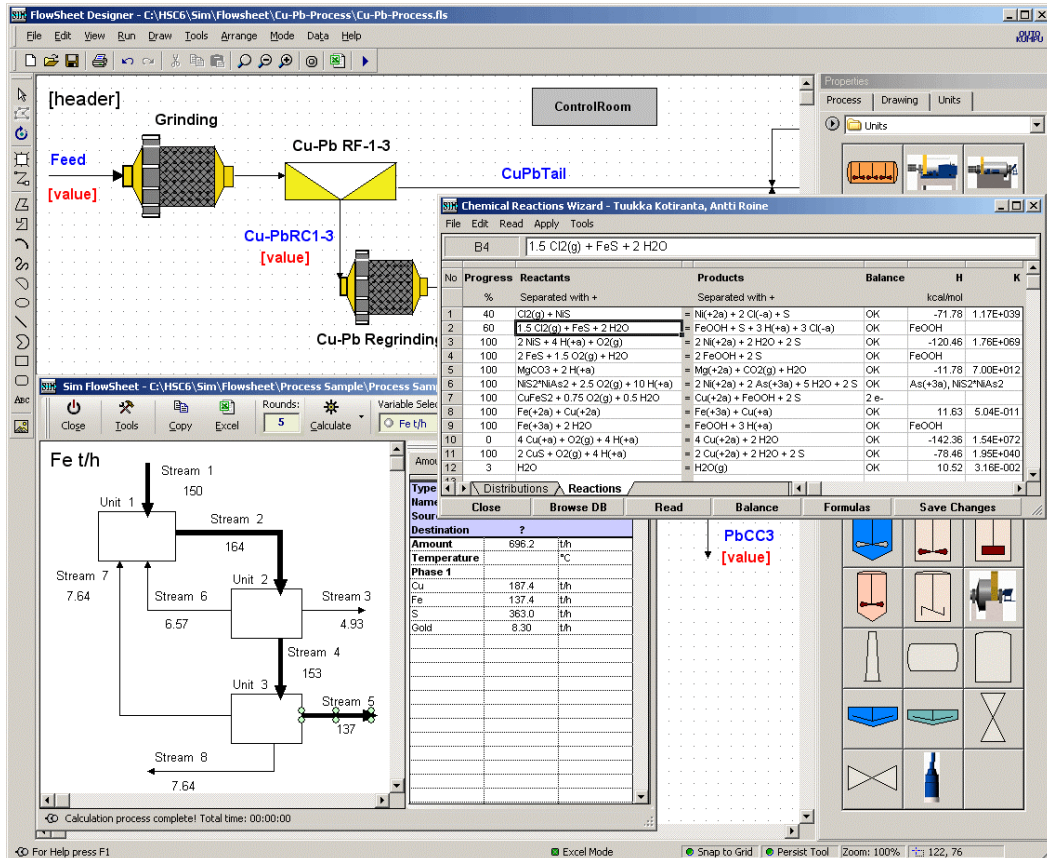 FlowSheet Designer - C:\HSC6\Sim\Flowsheet\Cu-Pb-Process\Cu-Pb-Process.fls
File Edit View Run Draw Tools Arrange Mode Data Help
OUTO
KUMPU
[header]
Grinding
ControlRoom
Feed
[value]
Cu-Pb RF-1-3
CuPbTail
Cu-PbRC1-3
[value]
Cu-Pb Regrinding
PbCC3
[value]
Properties
Process Drawing Units
Units
Abc
Chemical Reactions Wizard - Tuukka Kotiranta, Antti Roine
File Edit Read Apply Tools
B4 1.5 Cl2(g) + FeS + 2 H2O
No Progress Reactants Products Balance H K
% Separated with + Separated with + kcal/mol
1 40 Cl2(g) + NiS = Ni(+2a) + 2 Cl(-a) + S OK -71.78 1.17E+039
2 60 1.5 Cl2(g) + FeS + 2 H2O = FeOOH + S + 3 H(+a) + 3 Cl(-a) OK FeOOH
3 100 2 NiS + 4 H(+a) + O2(g) = 2 Ni(+2a) + 2 H2O + 2 S OK -120.46 1.76E+069
4 100 2 FeS + 1.5 O2(g) + H2O = 2 FeOOH + 2 S OK FeOOH
5 100 MgCO3 + 2 H(+a) = Mg(+2a) + CO2(g) + H2O OK -11.78 7.00E+012
6 100 NiS2*NiAs2 + 2.5 O2(g) + 10 H(+a) = 2 Ni(+2a) + 2 As(+3a) + 5 H2O + 2 S OK As(+3a), NiS2*NiAs2
7 100 CuFeS2 + 0.75 O2(g) + 0.5 H2O = Cu(+2a) + FeOOH + 2 S 2 e-
8 100 Fe(+2a) + Cu(+2a) = Fe(+3a) + Cu(+a) OK 11.63 5.04E-011
9 100 Fe(+3a) + 2 H2O = FeOOH + 3 H(+a) OK FeOOH
10 0 4 Cu(+a) + O2(g) + 4 H(+a) = 4 Cu(+2a) + 2 H2O OK -142.36 1.54E+072
11 100 2 CuS + O2(g) + 4 H(+a) = 2 Cu(+2a) + 2 H2O + 2 S OK -78.46 1.95E+040
12 3 H2O = H2O(g) OK 10.52 3.16E-002
Distributions Reactions
Close Browse DB Read Balance Formulas Save Changes
Sim FlowSheet - C:\HSC6\Sim\Flowsheet\Process Sample\Process Samp
Close Tools Copy Excel Rounds: 5 Calculate Variable Selec
Fe t/h
Fe t/h
Stream 1
150
Unit 1
Stream 2
164
Stream 7
7.64
Unit 2
Stream 6
6.57
Stream 3
4.93
Stream 4
153
Unit 3
Stream 5
137
Stream 8
7.64
Amou
Type
Name
Sourc
Destination ?
Amount 696.2 t/h
Temperature °C
Phase 1
Cu 187.4 t/h
Fe 137.4 t/h
S 363.0 t/h
Gold 8.30 t/h
Calculation process complete! Total time: 00:00:00
For Help press F1 Excel Mode Snap to Grid Persist Tool Zoom: 100% 122, 76